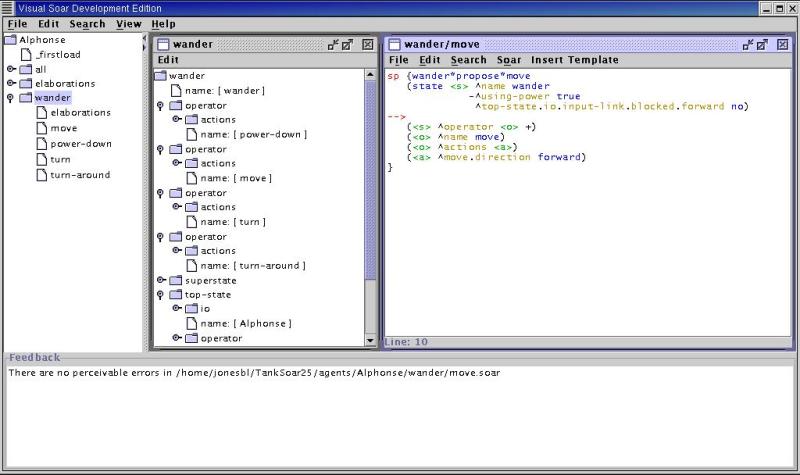 Visual Soar Development Edition
File Edit Search View Help
Alphonse
_firstload
all
elaborations
wander
elaborations
move
power-down
turn
turn-around
wander
Edit
wander
name: [ wander ]
operator
actions
name: [ power-down ]
operator
actions
name: [ move ]
operator
actions
name: [ turn ]
operator
actions
name: [ turn-around ]
superstate
top-state
io
name: [ Alphonse ]
operator
wander/move
File Edit Search Soar Insert Template
sp {wander*propose*move
(state <s> ^name wander
-^using-power true
^top-state.io.input-link.blocked.forward no)
-->
(<s> ^operator <o> +)
(<o> ^name move)
(<o> ^actions <a>)
(<a> ^move.direction forward)
}
Line: 10
Feedback
There are no perceivable errors in /home/jonesbl/TankSoar25/agents/Alphonse/wander/move.soar